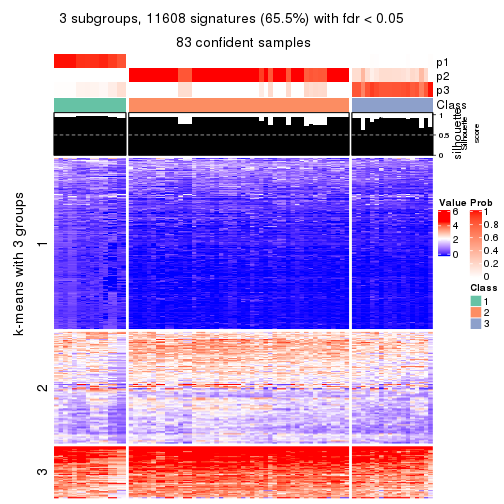 3 subgroups, 11608 signatures (65.5%) with fdr < 0.05
83 confident samples
p1
p2
p3
Class
1
0.5
0
silhouette
Silhouette
score
k-means with 3 groups
1
2
3
Value
6
4
2
0
Prob
1
0.8
0.6
0.4
0.2
0
Class
1
2
3